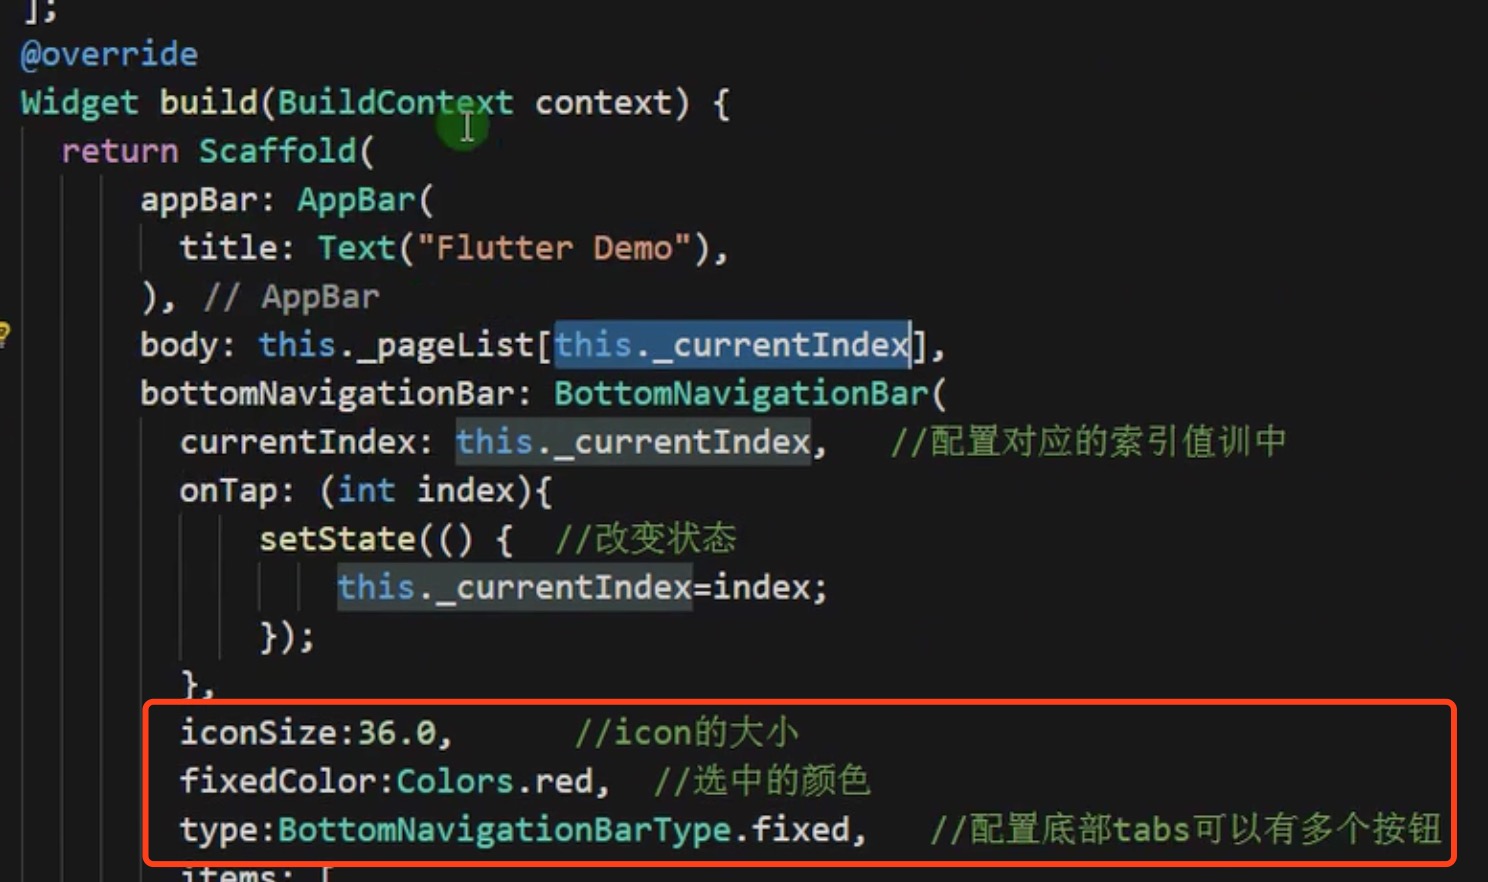 ];
@override
Widget build(BuildContext context) {
return Scaffold(
appBar: AppBar(
title: Text("Flutter Demo"),
), // AppBar
body: this._pageList[this._currentIndex],
bottomNavigationBar: BottomNavigationBar(
currentIndex: this._currentIndex, //配置对应的索引值训中
onTap: (int index){
setState(() { //改变状态
this._currentIndex=index;
});
},
iconSize:36.0, //icon的大小
fixedColor:Colors.red, //选中的颜色
type:BottomNavigationBarType.fixed, //配置底部tabs可以有多个按钮
items: [